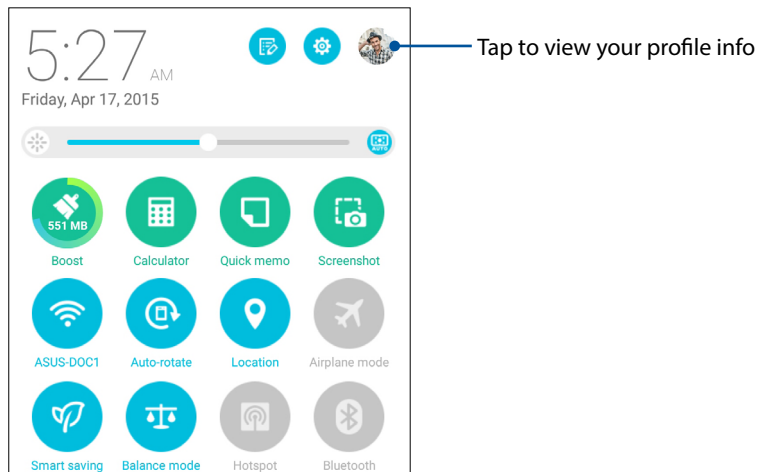 5:27 AM
Tap to view your profile info
Friday, Apr 17, 2015
AUTO
551 MB
Boost Calculator Quick memo Screenshot
ASUS-DOC1 Auto-rotate Location Airplane mode
Smart saving Balance mode Hotspot Bluetooth